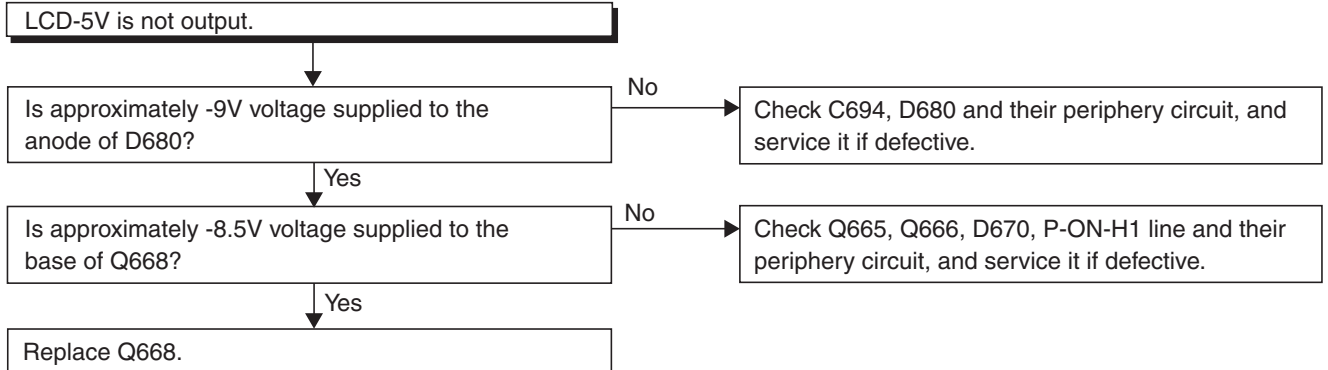 LCD-5V is not output.
Is approximately -9V voltage supplied to the
anode of D680?
No
Check C694, D680 and their periphery circuit, and
service it if defective.
Yes
Is approximately -8.5V voltage supplied to the
base of Q668?
No
Check Q665, Q666, D670, P-ON-H1 line and their
periphery circuit, and service it if defective.
Yes
Replace Q668.